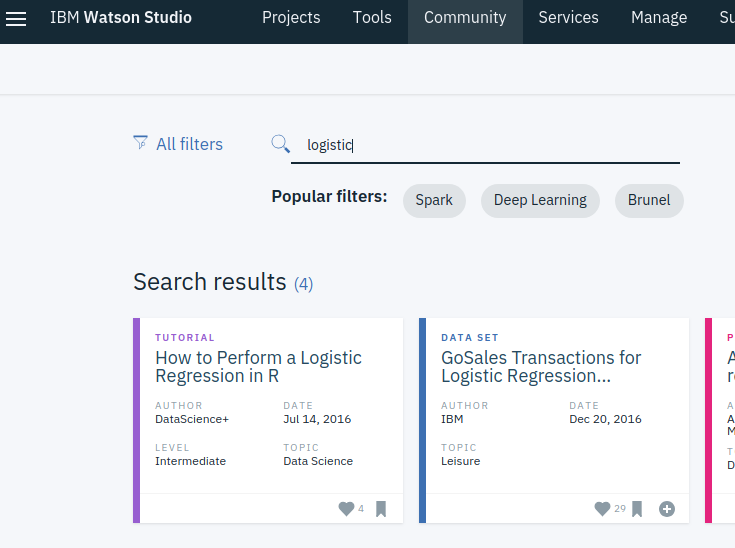 IBM Watson Studio Projects Tools Community Services Manage Su
All filters logistic
Popular filters: Spark Deep Learning Brunel
Search results (4)
TUTORIAL
How to Perform a Logistic
Regression in R
AUTHOR DATE
DataScience+ Jul 14, 2016
LEVEL TOPIC
Intermediate Data Science
4
DATA SET
GoSales Transactions for
Logistic Regression...
AUTHOR DATE
IBM Dec 20, 2016
TOPIC
Leisure
29